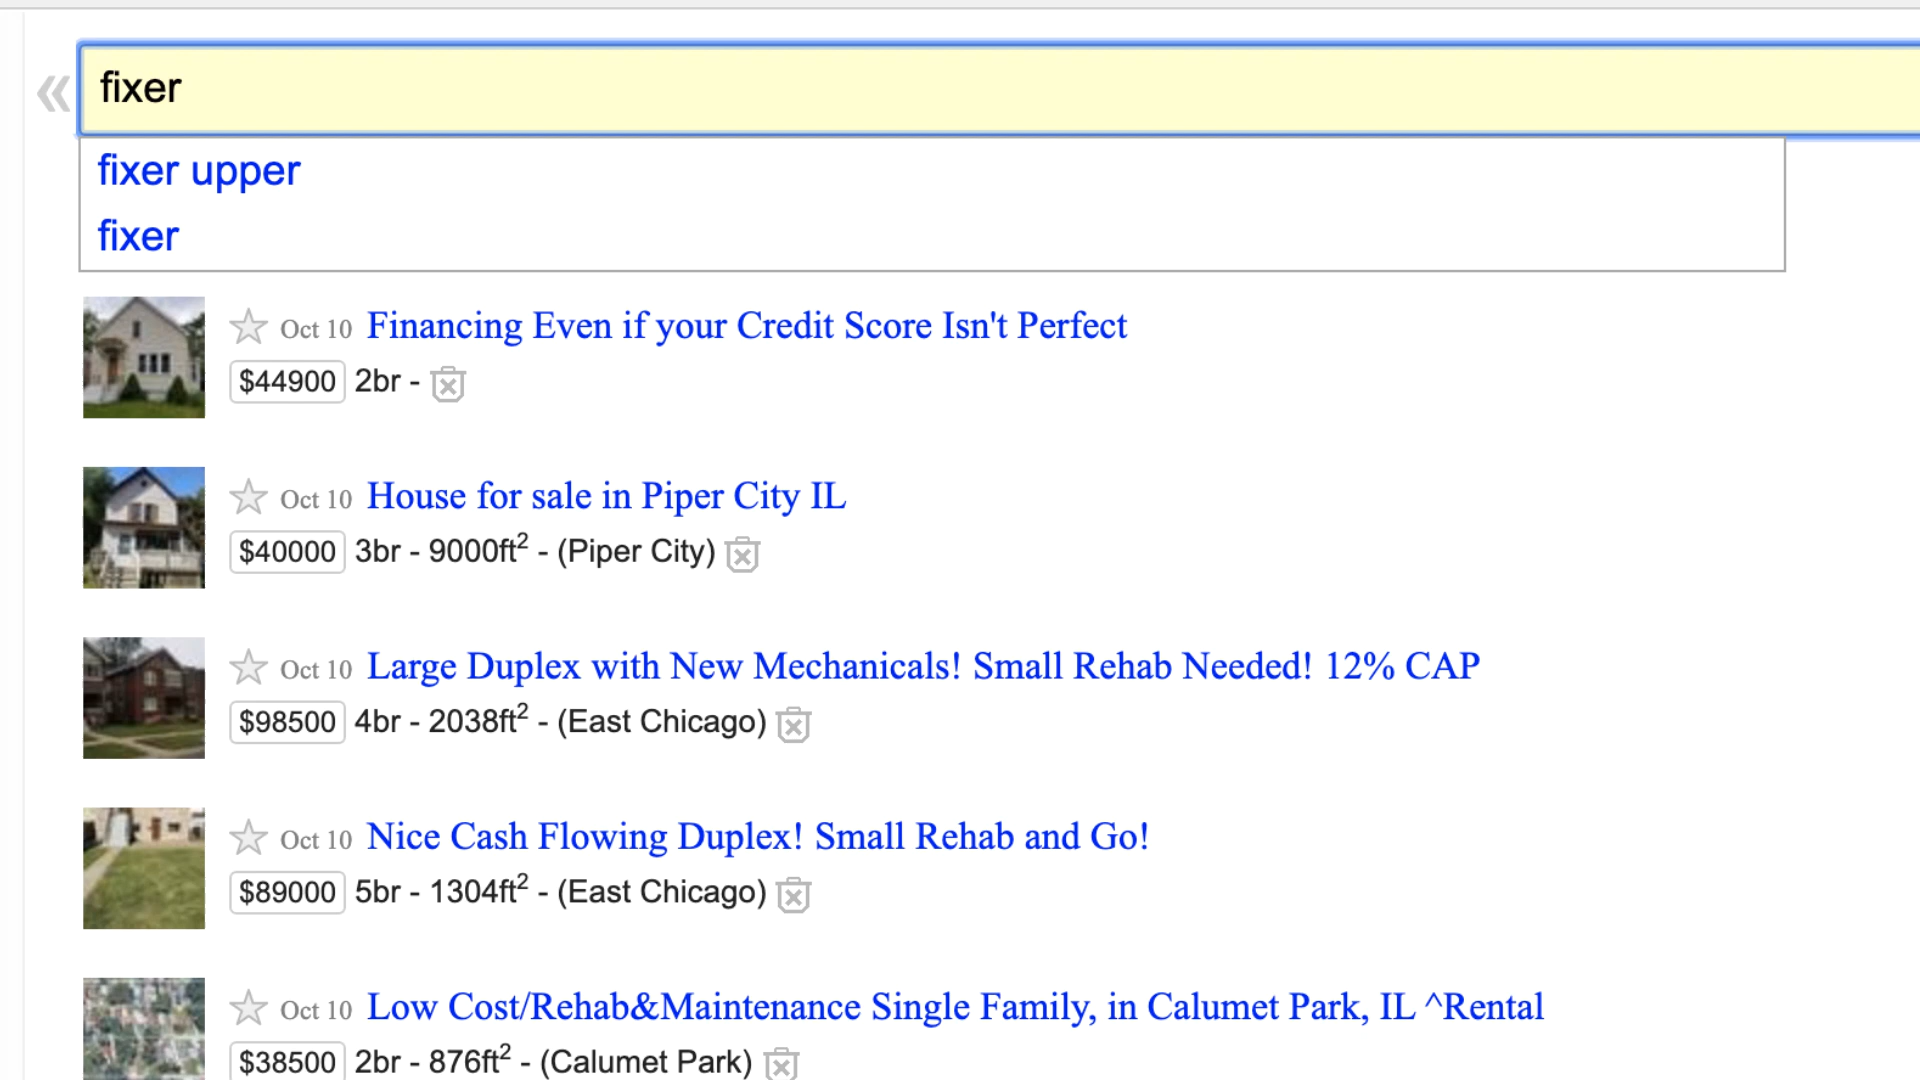 «
fixer
fixer upper
fixer
Oct 10 Financing Even if your Credit Score Isn't Perfect
$44900 2br -
Oct 10 House for sale in Piper City IL
$40000 3br - 9000ft² - (Piper City)
Oct 10 Large Duplex with New Mechanicals! Small Rehab Needed! 12% CAP
$98500 4br - 2038ft² - (East Chicago)
Oct 10 Nice Cash Flowing Duplex! Small Rehab and Go!
$89000 5br - 1304ft² - (East Chicago)
Oct 10 Low Cost/Rehab&Maintenance Single Family, in Calumet Park, IL ^Rental
$38500 2br - 876ft² - (Calumet Park)